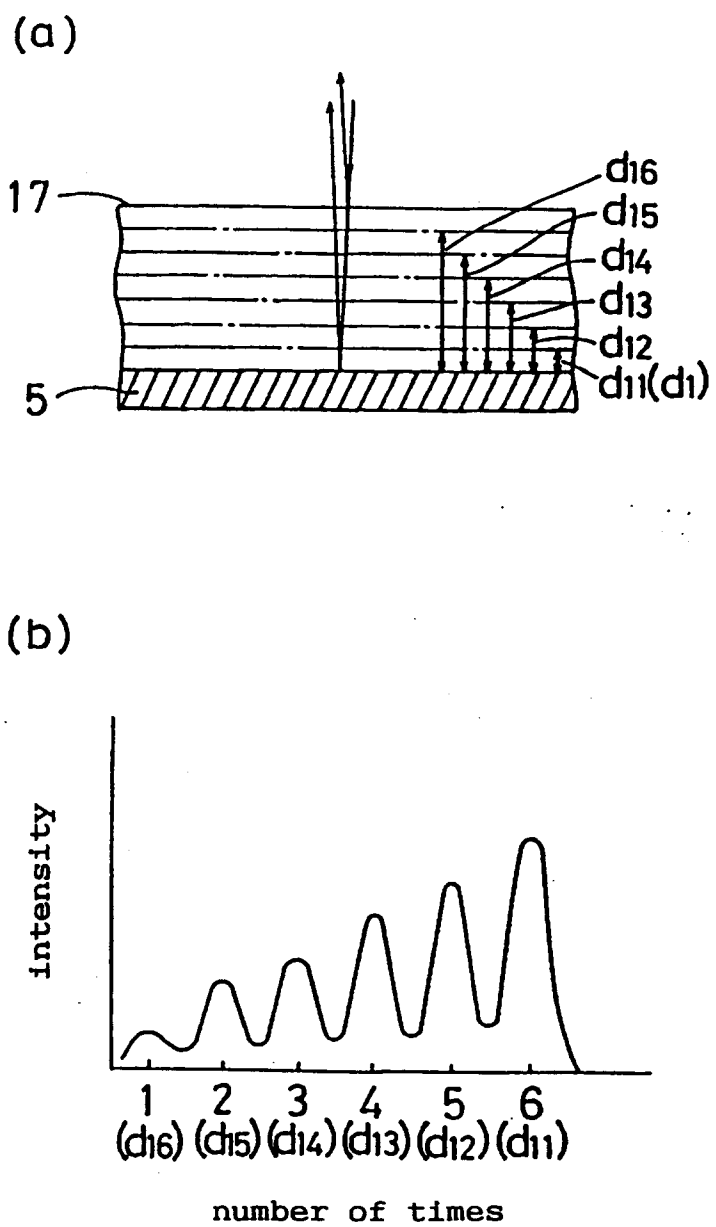 (a)
17
d16
d15
d14
d13
d12
d11(d1)
5
(b)
intensity
1 2 3 4 5 6
(d16) (d15) (d14) (d13) (d12) (d11)
number of times